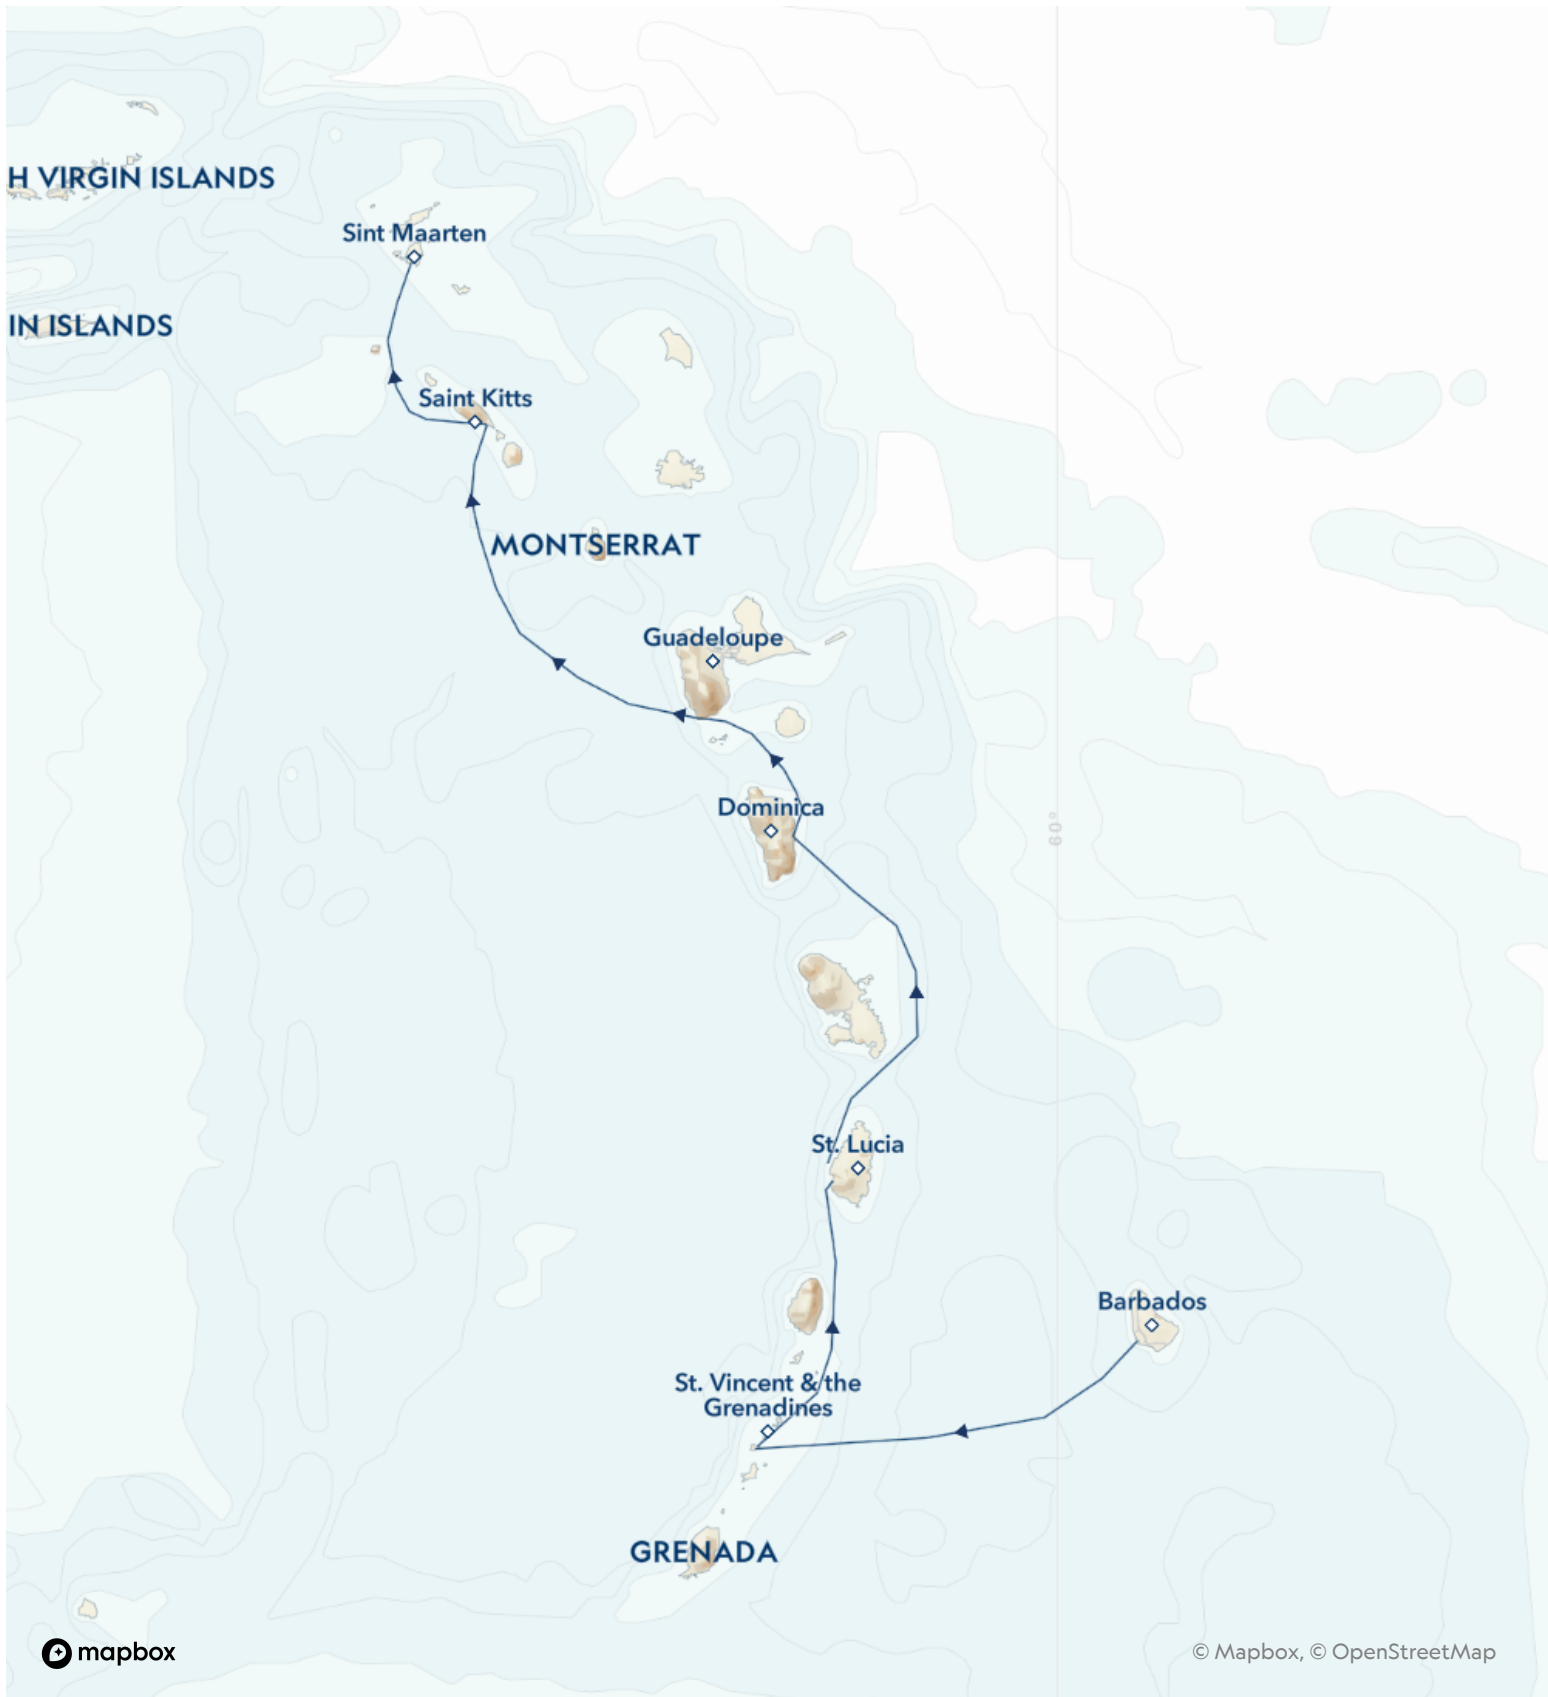 H VIRGIN ISLANDS
Sint Maarten
IN ISLANDS
Saint Kitts
MONTSERRAT
Guadeloupe
Dominica
60°
St. Lucia
Barbados
St. Vincent & the
Grenadines
GRENADA
mapbox
© Mapbox, © OpenStreetMap